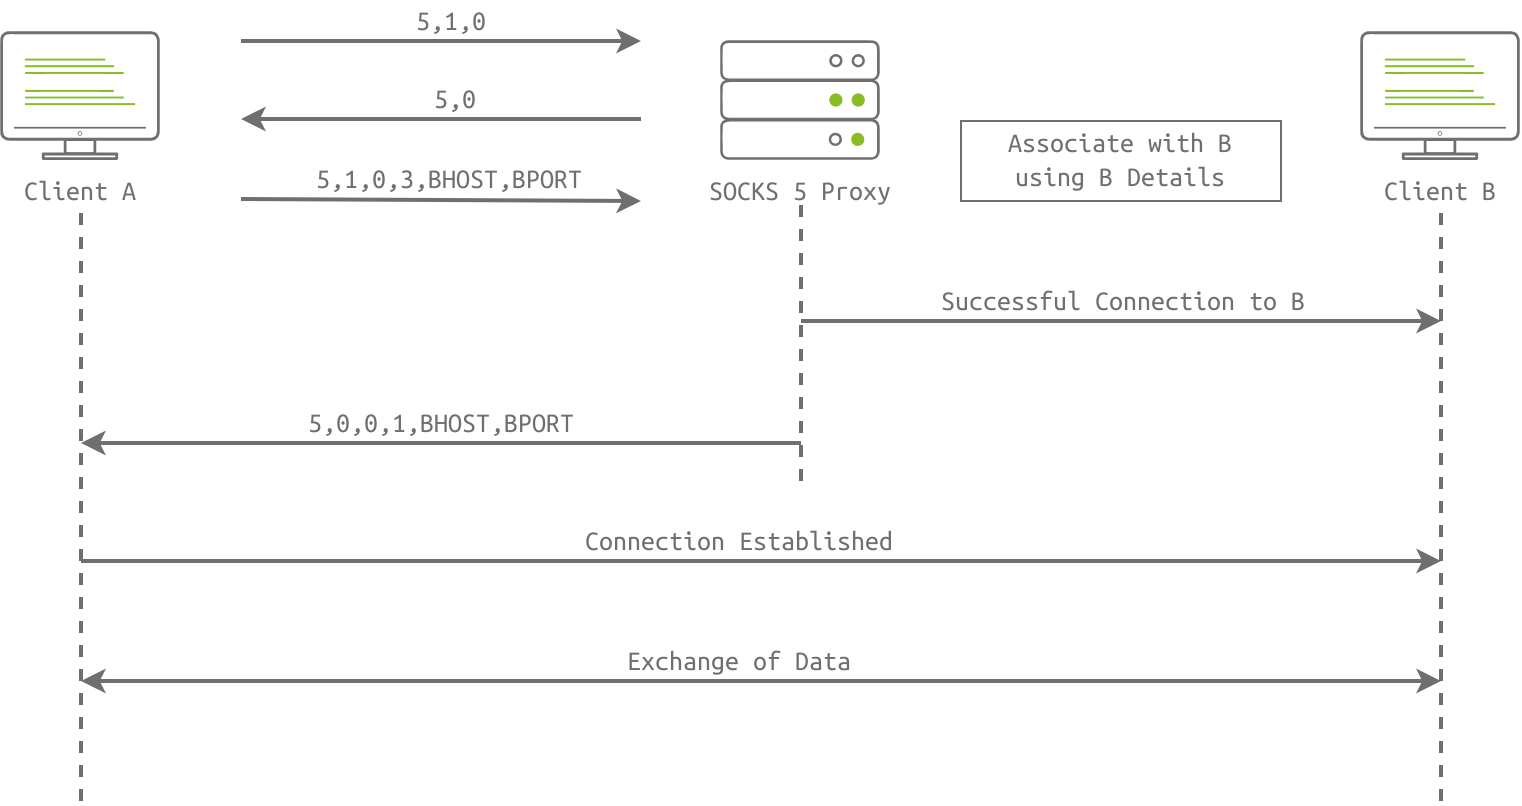 5,1,0
5,0
5,1,0,3,BHOST,BPORT
Associate with B
using B Details
Client A
SOCKS 5 Proxy
Client B
Successful Connection to B
5,0,0,1,BHOST,BPORT
Connection Established
Exchange of Data